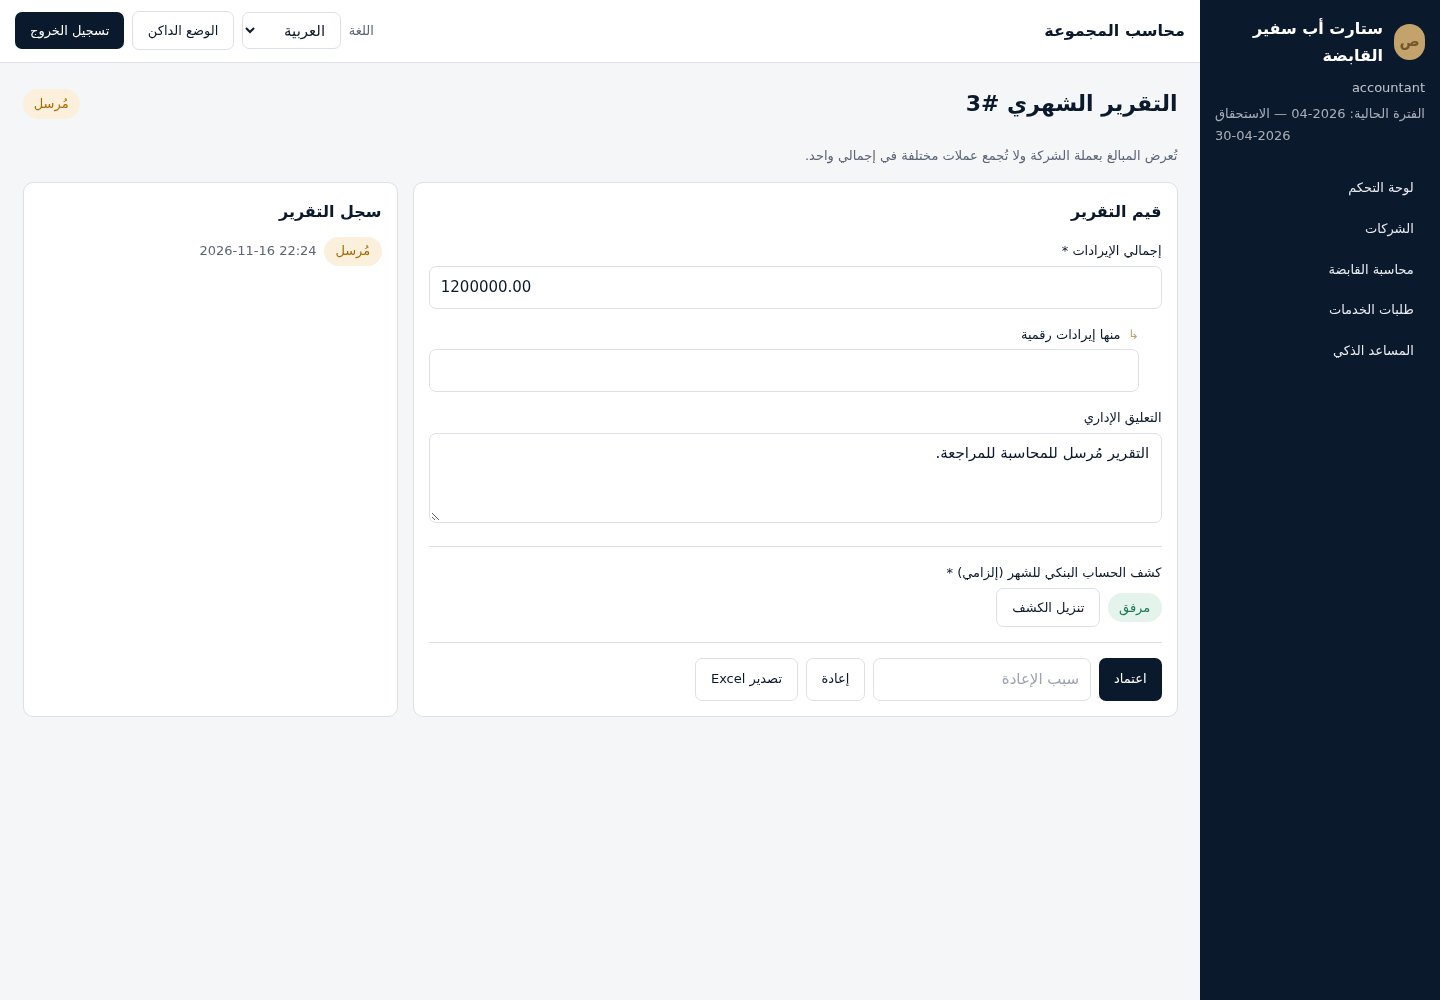 ص
ستارت أب سفير
القابضة
accountant
الفترة الحالية: 2026-04 — الاستحقاق
2026-04-30
لوحة التحكم
الشركات
محاسبة القابضة
طلبات الخدمات
المساعد الذكي
محاسب المجموعة
اللغة
العربية
الوضع الداكن
تسجيل الخروج
التقرير الشهري #3
مُرسل
تُعرض المبالغ بعملة الشركة ولا تُجمع عملات مختلفة في إجمالي واحد.
قيم التقرير
إجمالي الإيرادات *
1200000.00
↳ منها إيرادات رقمية
التعليق الإداري
التقرير مُرسل للمحاسبة للمراجعة.
كشف الحساب البنكي للشهر (إلزامي) *
مرفق
تنزيل الكشف
اعتماد
سبب الإعادة
إعادة
تصدير Excel
سجل التقرير
مُرسل
2026-11-16 22:24